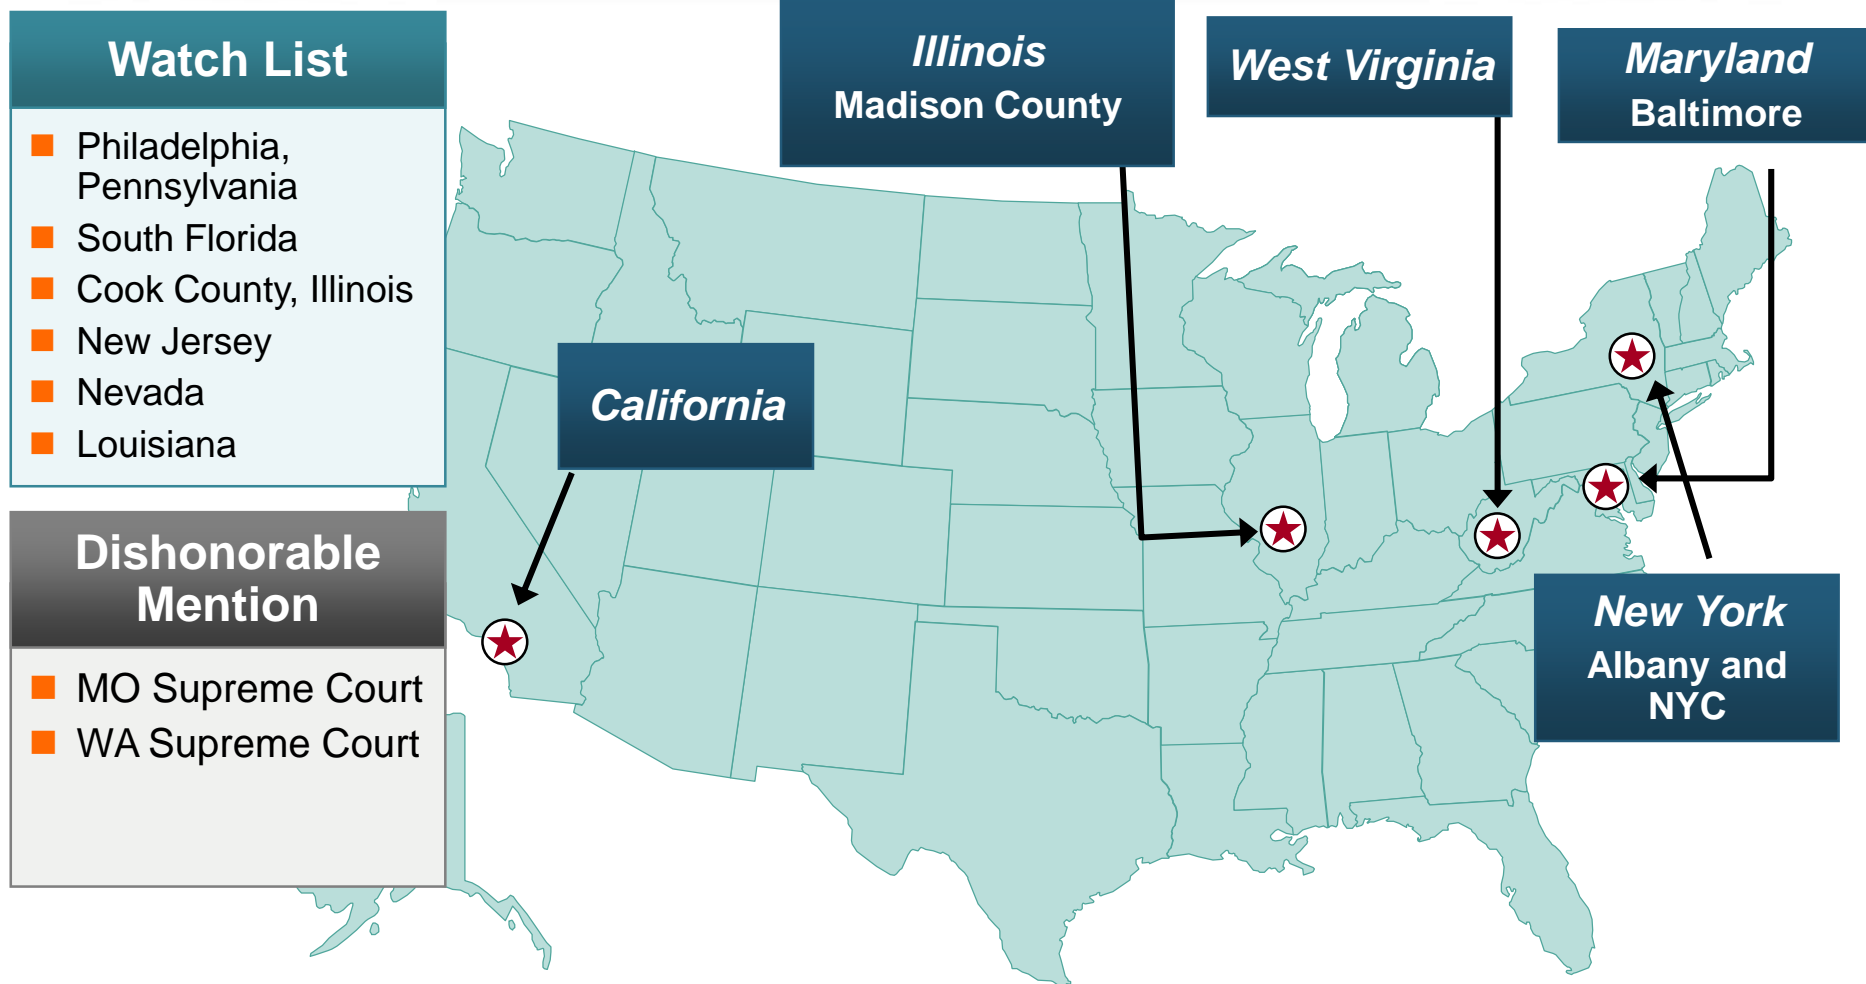 Watch List
Philadelphia,
Pennsylvania
South Florida
Cook County, Illinois
New Jersey
Nevada
Louisiana
Dishonorable
Mention
MO Supreme Court
WA Supreme Court
Illinois
Madison County
West Virginia
Maryland
Baltimore
California
New York
Albany and
NYC